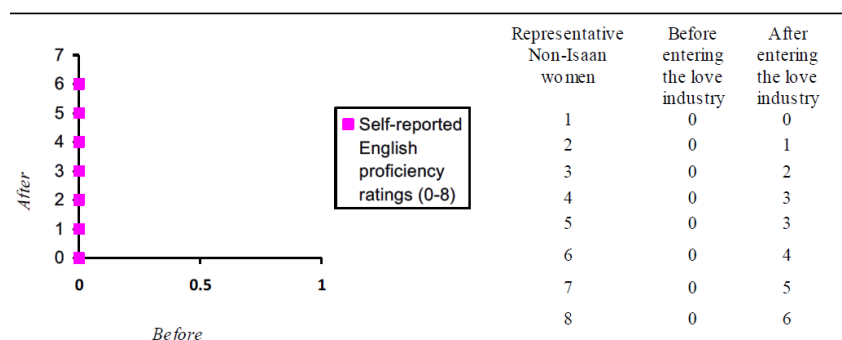 7
6
5
4
3
2
1
0
After
0 0.5 1
Before
Self-reported
English
proficiency
ratings (0-8)
Representative Before After
Non-Isaan entering entering
women the love the love
industry industry
1 0 0
2 0 1
3 0 2
4 0 3
5 0 3
6 0 4
7 0 5
8 0 6